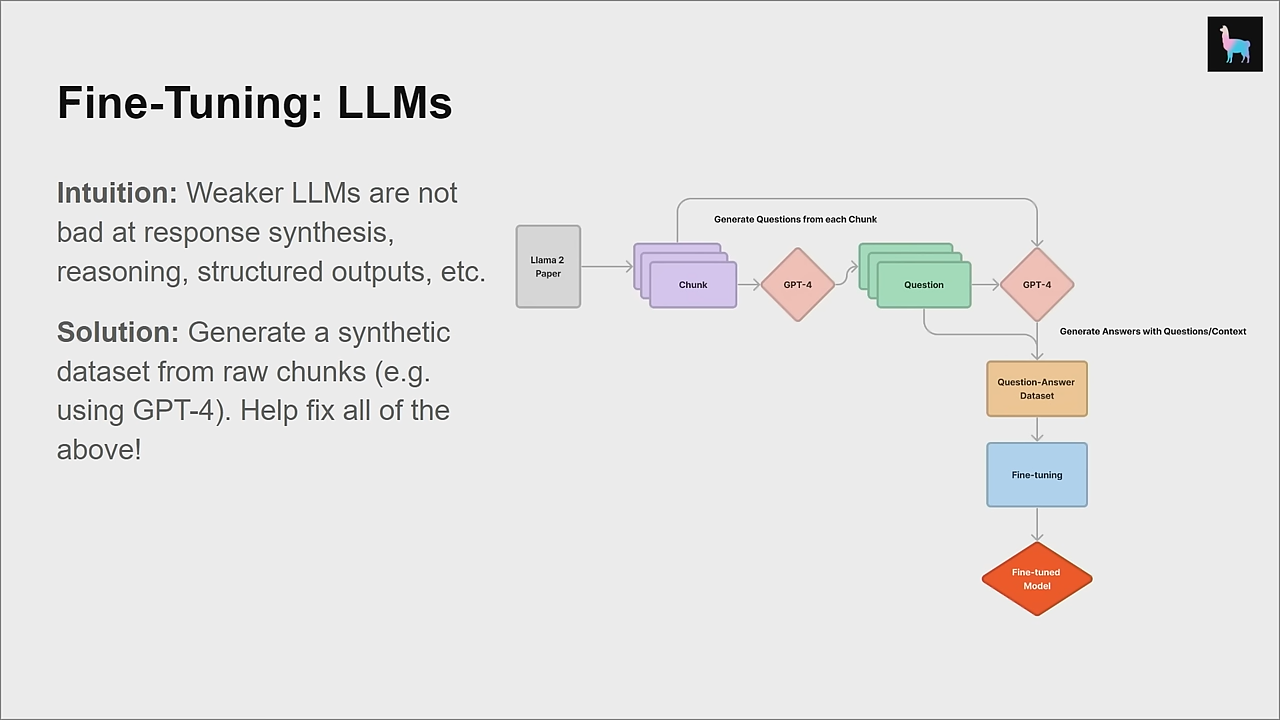 Fine-Tuning: LLMs
Intuition: Weaker LLMs are not
bad at response synthesis,
reasoning, structured outputs, etc.
Solution: Generate a synthetic
dataset from raw chunks (e.g.
using GPT-4). Help fix all of the
above!
Generate Questions from each Chunk
Llama 2
Paper
Chunk
GPT-4
Question
GPT-4
Generate Answers with Questions/Context
Question-Answer
Dataset
Fine-tuning
Fine-tuned
Model